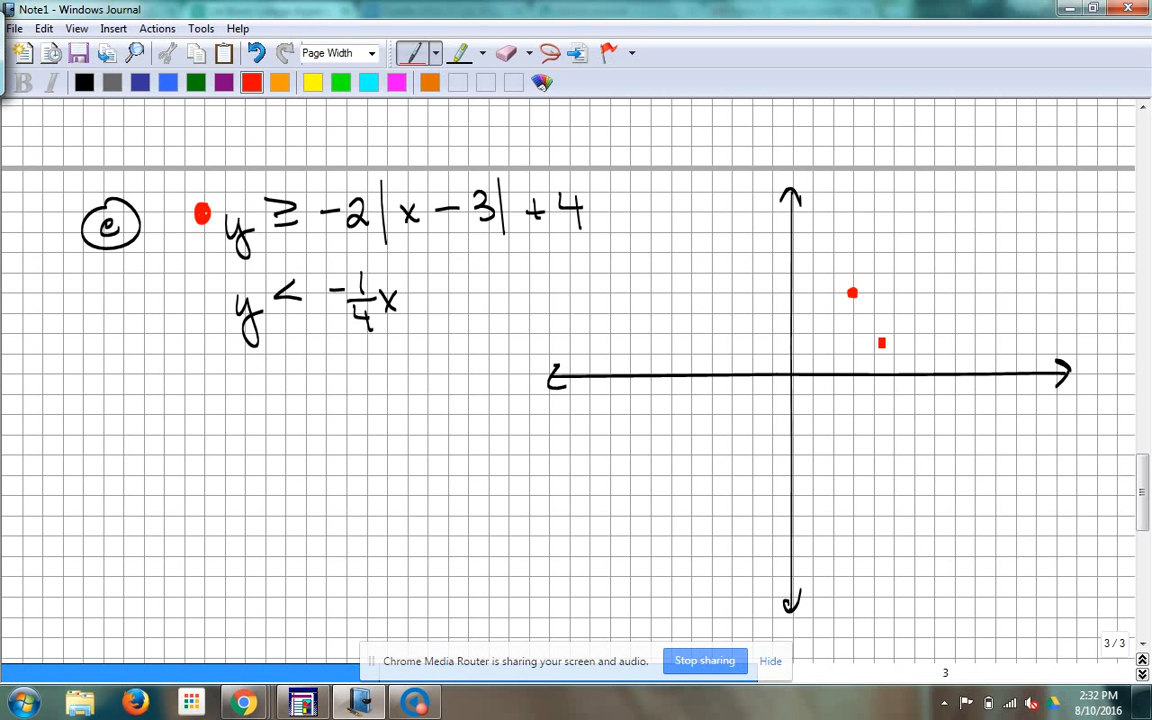 Note1 - Windows Journal
File Edit View Insert Actions Tools Help
Page Width
B I
e y ≥ -2|x - 3| + 4
y < -1/4 x
3 / 3
Chrome Media Router is sharing your screen and audio. Stop sharing Hide
3
2:32 PM
8/10/2016